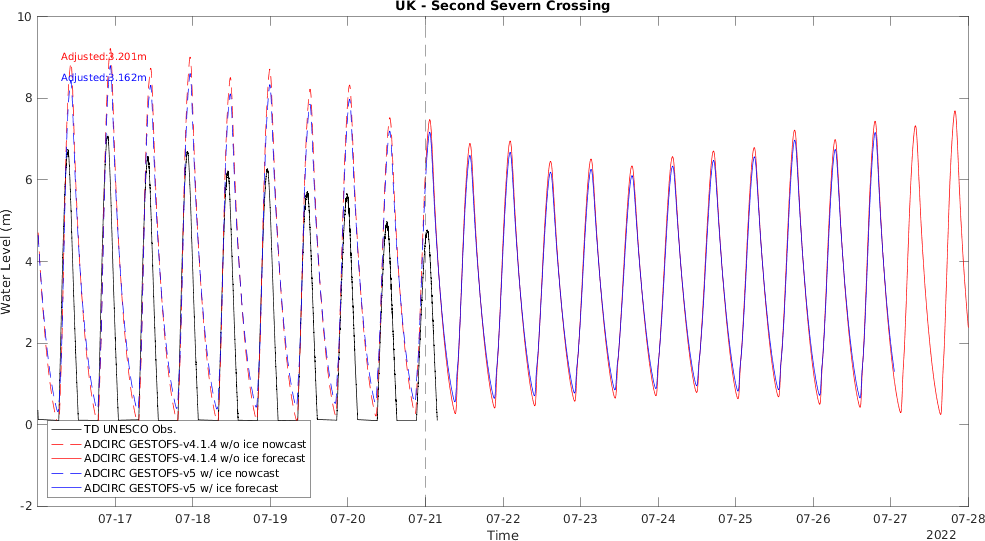 UK - Second Severn Crossing
10
8
6
4
2
0
-2
Water Level (m)
Adjusted:3.201m
Adjusted:3.162m
TD UNESCO Obs.
ADCIRC GESTOFS-v4.1.4 w/o ice nowcast
ADCIRC GESTOFS-v4.1.4 w/o ice forecast
ADCIRC GESTOFS-v5 w/ ice nowcast
ADCIRC GESTOFS-v5 w/ ice forecast
07-17 07-18 07-19 07-20 07-21 07-22 07-23 07-24 07-25 07-26 07-27 07-28
Time
2022